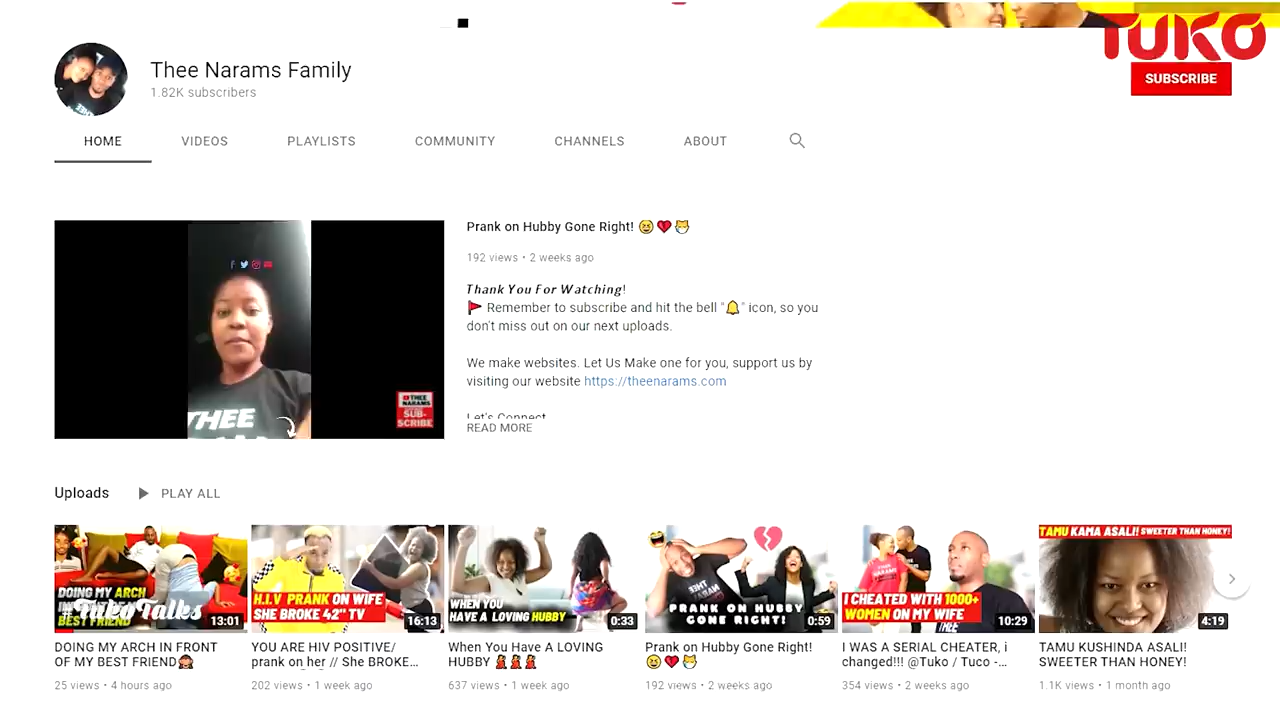 TUKO
Thee Narams Family
1.82K subscribers
SUBSCRIBE
HOME
VIDEOS
PLAYLISTS
COMMUNITY
CHANNELS
ABOUT
Prank on Hubby Gone Right! 😆💔😹
192 views • 2 weeks ago
Thank You For Watching!
🚩 Remember to subscribe and hit the bell "🔔" icon, so you
don't miss out on our next uploads.
We make websites. Let Us Make one for you, support us by
visiting our website https://theenarams.com
Let's Connect
READ MORE
THEE
THEE
NARAMS
SUB-
SCRIBE
Uploads
PLAY ALL
DOING MY ARCH
BEST FRIEND
#TukoTalks
13:01
H.I.V PRANK ON WIFE
SHE BROKE 42" TV
16:13
WHEN YOU
HAVE A LOVING HUBBY
0:33
THEE
NARAMS
PRANK ON HUBBY
GONE RIGHT!
0:59
I CHEATED WITH 1000+
WOMEN ON MY WIFE
THEE
10:29
TAMU KAMA ASALI! SWEETER THAN HONEY!
4:19
DOING MY ARCH IN FRONT
OF MY BEST FRIEND🙊
25 views • 4 hours ago
YOU ARE HIV POSITIVE/
prank on her // She BROKE...
202 views • 1 week ago
When You Have A LOVING
HUBBY 💃💃💃
637 views • 1 week ago
Prank on Hubby Gone Right!
😆💔😹
192 views • 2 weeks ago
I WAS A SERIAL CHEATER, i
changed!!! @Tuko / Tuco -...
354 views • 2 weeks ago
TAMU KUSHINDA ASALI!
SWEETER THAN HONEY!
1.1K views • 1 month ago